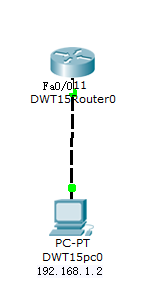 Fa0/0
DWT15Router0
PC-PT
DWT15pc0
192.168.1.2